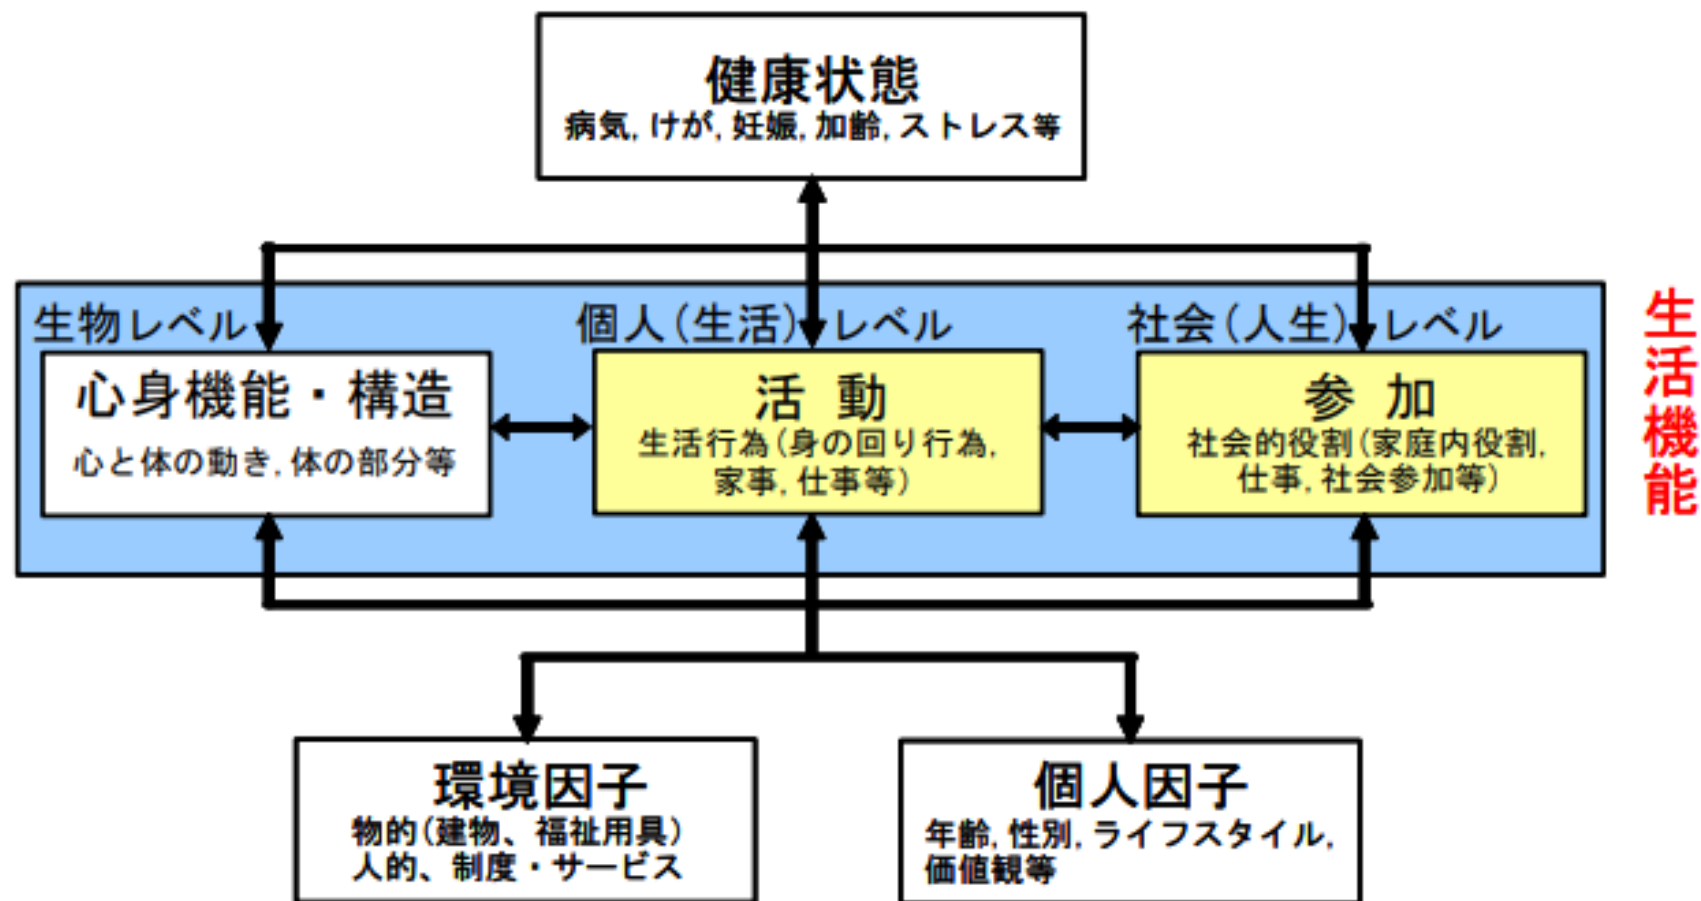 健康状態
病気, けが, 妊娠, 加齢, ストレス等
生物レベル
個人(生活)レベル
社会(人生)レベル
生活機能
心身機能・構造
心と体の動き, 体の部分等
活 動
生活行為(身の回り行為,
家事, 仕事等)
参 加
社会的役割(家庭内役割,
仕事, 社会参加等)
環境因子
物的(建物、福祉用具)
人的、制度・サービス
個人因子
年齢, 性別, ライフスタイル,
価値観等